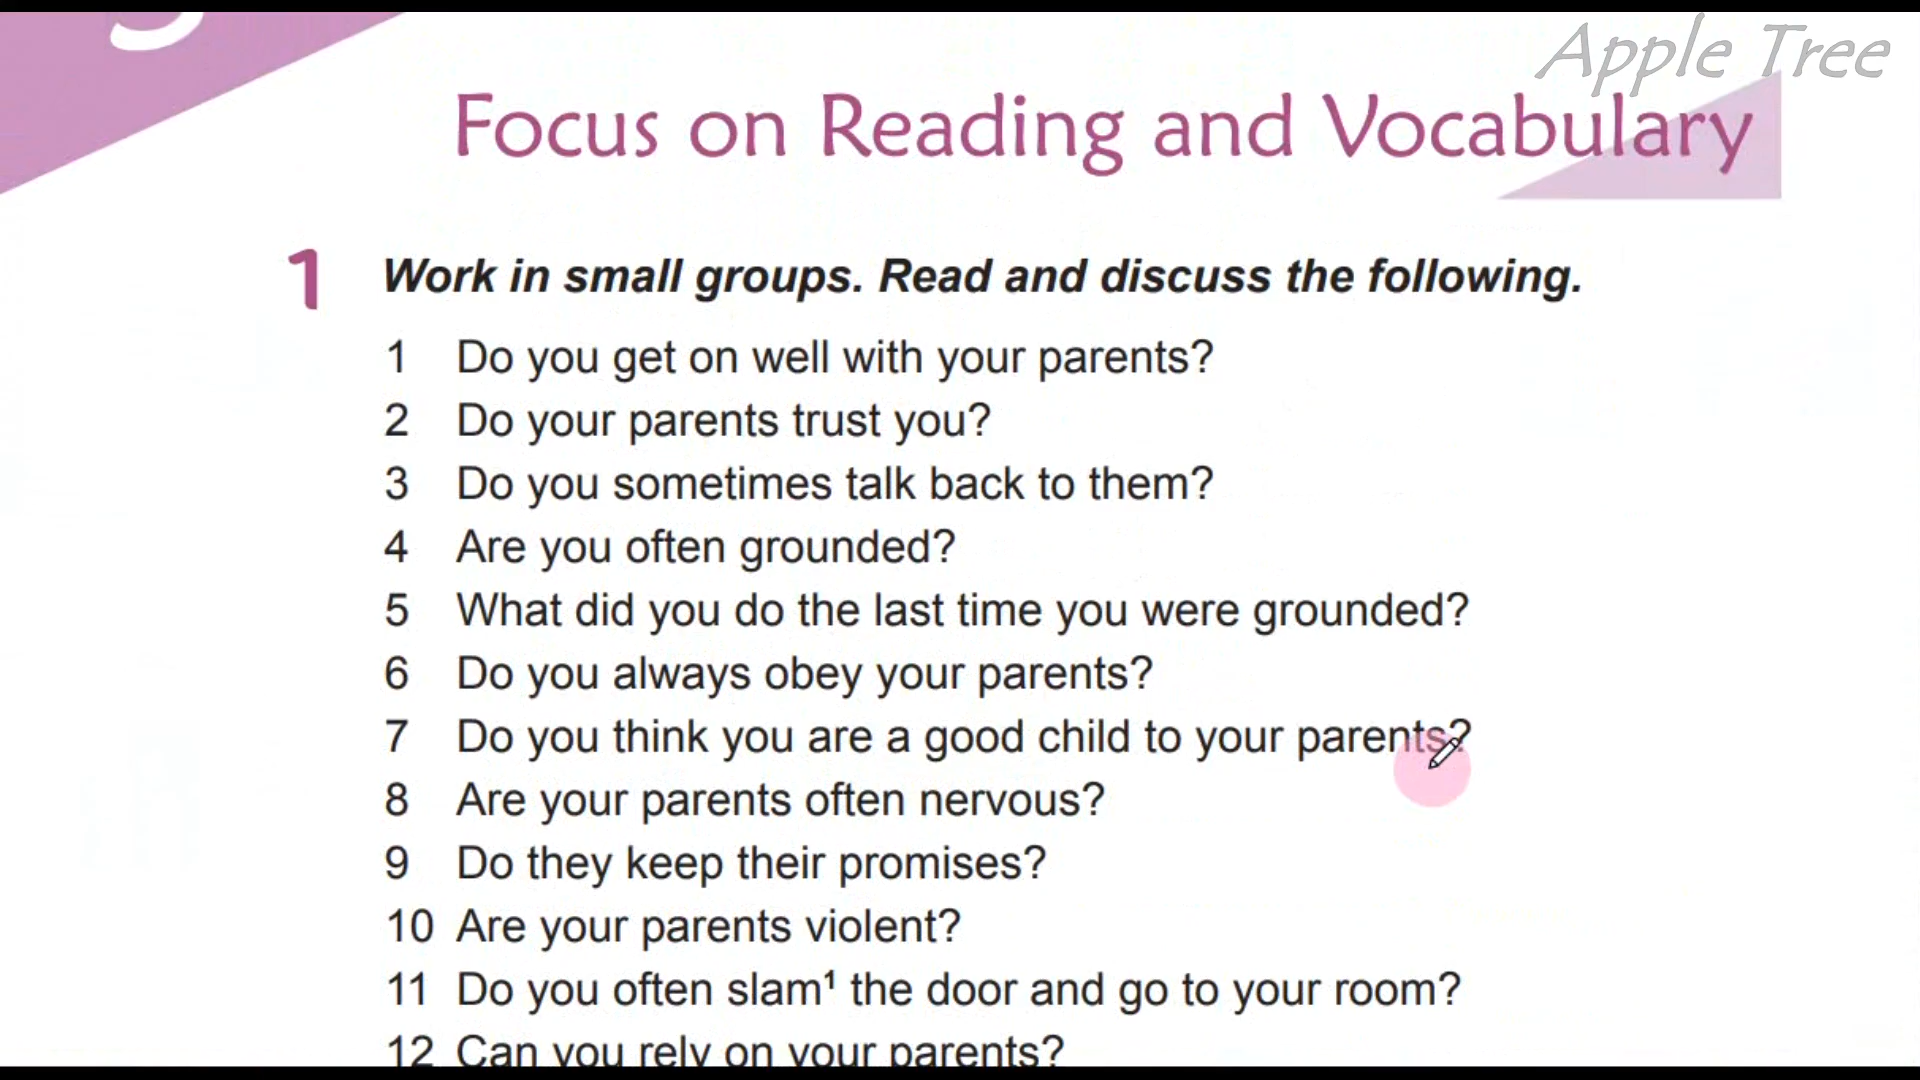 Apple Tree
Focus on Reading and Vocabulary
1 Work in small groups. Read and discuss the following.
1 Do you get on well with your parents?
2 Do your parents trust you?
3 Do you sometimes talk back to them?
4 Are you often grounded?
5 What did you do the last time you were grounded?
6 Do you always obey your parents?
7 Do you think you are a good child to your parents?
8 Are your parents often nervous?
9 Do they keep their promises?
10 Are your parents violent?
11 Do you often slam¹ the door and go to your room?
12 Can you rely on your parents?